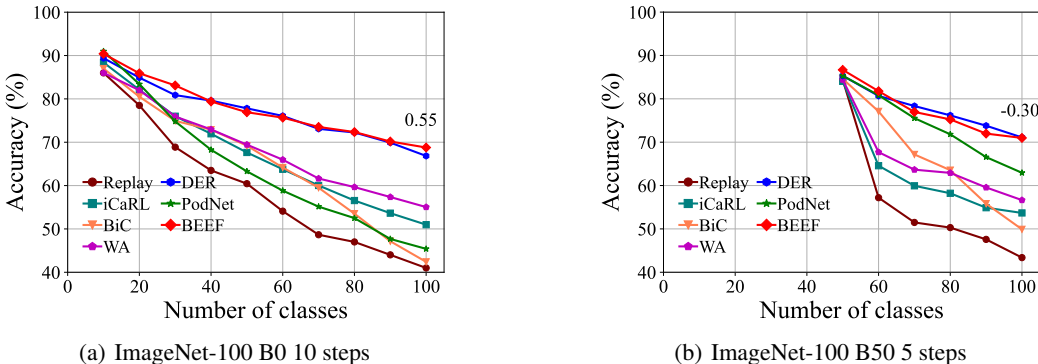 100
90
80
70
60
50
40
Accuracy (%)
0.55
Replay
iCaRL
BiC
WA
DER
PodNet
BEEF
0 20 40 60 80 100
Number of classes
(a) ImageNet-100 B0 10 steps
100
90
80
70
60
50
40
Accuracy (%)
-0.30
Replay
iCaRL
BiC
WA
DER
PodNet
BEEF
0 20 40 60 80 100
Number of classes
(b) ImageNet-100 B50 5 steps